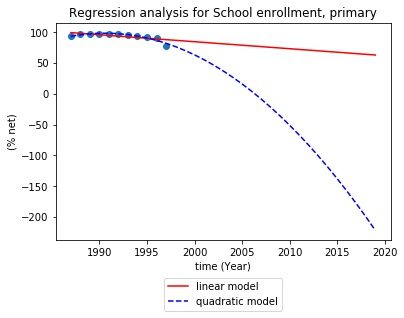 Regression analysis for School enrollment, primary
100
50
0
−50
−100
−150
−200
(% net)
1990
1995
2000
2005
2010
2015
2020
time (Year)
linear model
quadratic model